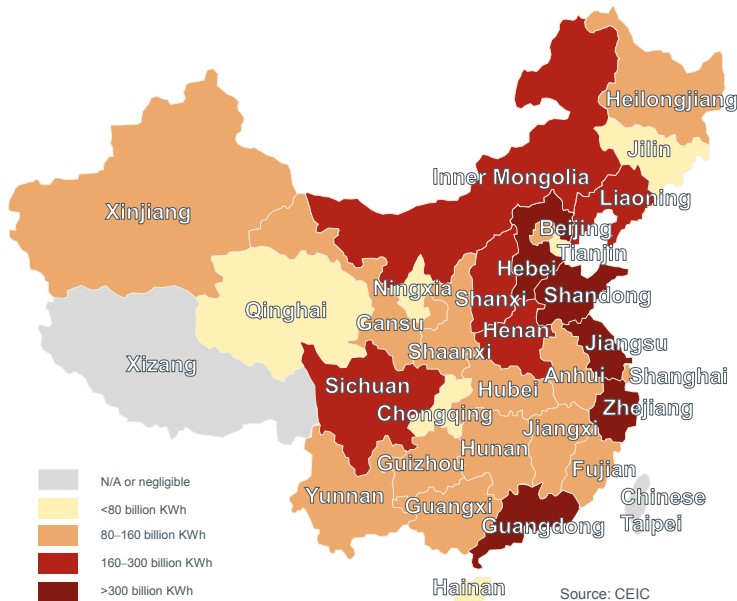 Heilongjiang
Jilin
Inner Mongolia
Liaoning
Xinjiang
Beijing
Tianjin
Hebei
Ningxia
Shanxi
Shandong
Qinghai
Gansu
Henan
Jiangsu
Shaanxi
Xizang
Anhui
Shanghai
Sichuan
Hubei
Zhejiang
Chongqing
Jiangxi
Hunan
Guizhou
Fujian
Yunnan
Guangxi
Chinese
Taipei
Guangdong
Hainan
N/A or negligible
<80 billion KWh
80–160 billion KWh
160–300 billion KWh
>300 billion KWh
Source: CEIC